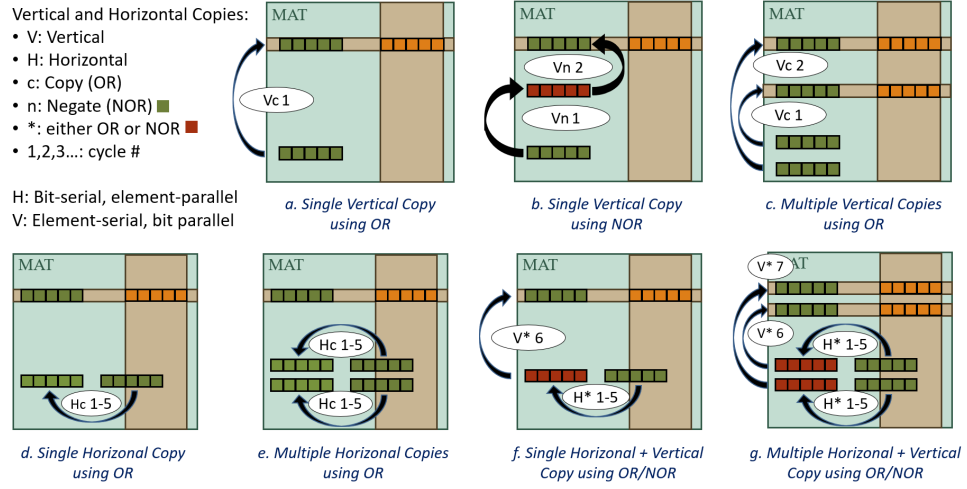 Vertical and Horizontal Copies:
• V: Vertical
• H: Horizontal
• c: Copy (OR)
• n: Negate (NOR)
• *: either OR or NOR
• 1,2,3...: cycle #
H: Bit-serial, element-parallel
V: Element-serial, bit parallel
MAT
Vc 1
a. Single Vertical Copy
using OR
MAT
Vn 2
Vn 1
b. Single Vertical Copy
using NOR
MAT
Vc 2
Vc 1
c. Multiple Vertical Copies
using OR
MAT
Hc 1-5
d. Single Horizontal Copy
using OR
MAT
Hc 1-5
Hc 1-5
e. Multiple Horizonal Copies
using OR
MAT
V* 6
H* 1-5
f. Single Horizonal + Vertical
Copy using OR/NOR
V* 7
AT
V* 6
H* 1-5
H* 1-5
g. Multiple Horizonal + Vertical
Copy using OR/NOR